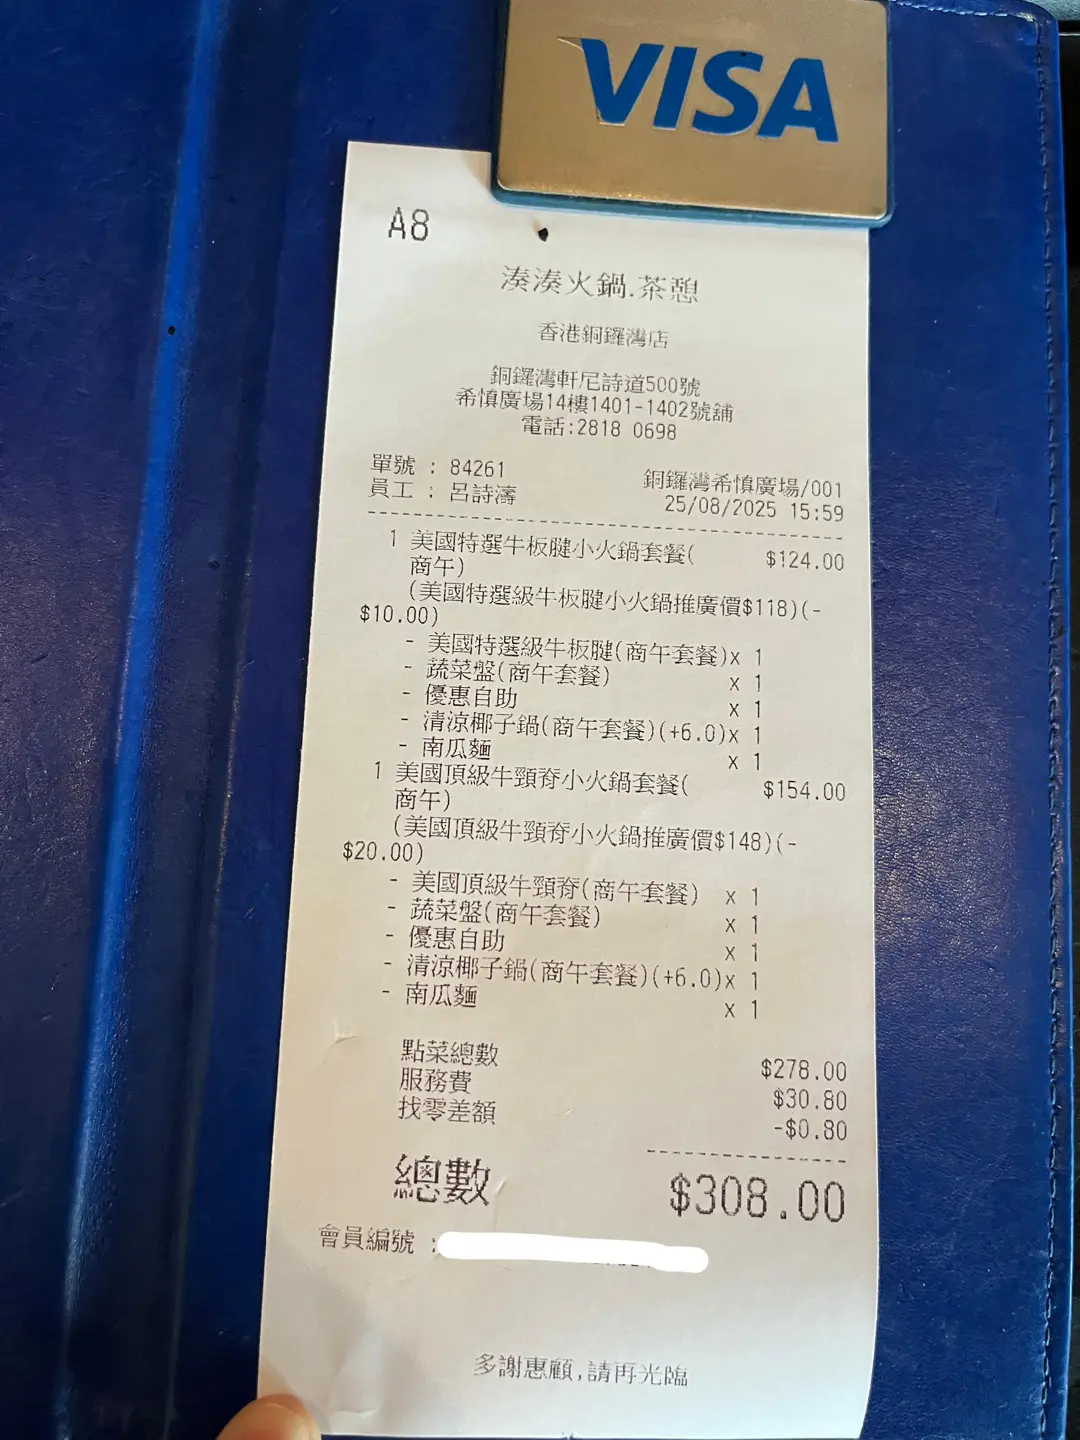 VISA
A8
湊湊火鍋.茶憩
香港銅鑼灣店
銅鑼灣軒尼詩道500號
希慎廣場14樓1401-1402號舖
電話:2818 0698
單號 : 84261 銅鑼灣希慎廣場/001
員工 : 呂詩濤 25/08/2025 15:59
1 美國特選牛板腱小火鍋套餐( $124.00
商午)
(美國特選級牛板腱小火鍋推廣價$118)(-
$10.00)
- 美國特選級牛板腱(商午套餐)x 1
- 蔬菜盤(商午套餐) x 1
- 優惠自助 x 1
- 清涼椰子鍋(商午套餐)(+6.0)x 1
- 南瓜麵 x 1
1 美國頂級牛頸脊小火鍋套餐( $154.00
商午)
(美國頂級牛頸脊小火鍋推廣價$148)(-
$20.00)
- 美國頂級牛頸脊(商午套餐) x 1
- 蔬菜盤(商午套餐) x 1
- 優惠自助 x 1
- 清涼椰子鍋(商午套餐)(+6.0)x 1
- 南瓜麵 x 1
點菜總數 $278.00
服務費 $30.80
找零差額 -$0.80
總數 $308.00
會員編號 :
多謝惠顧,請再光臨